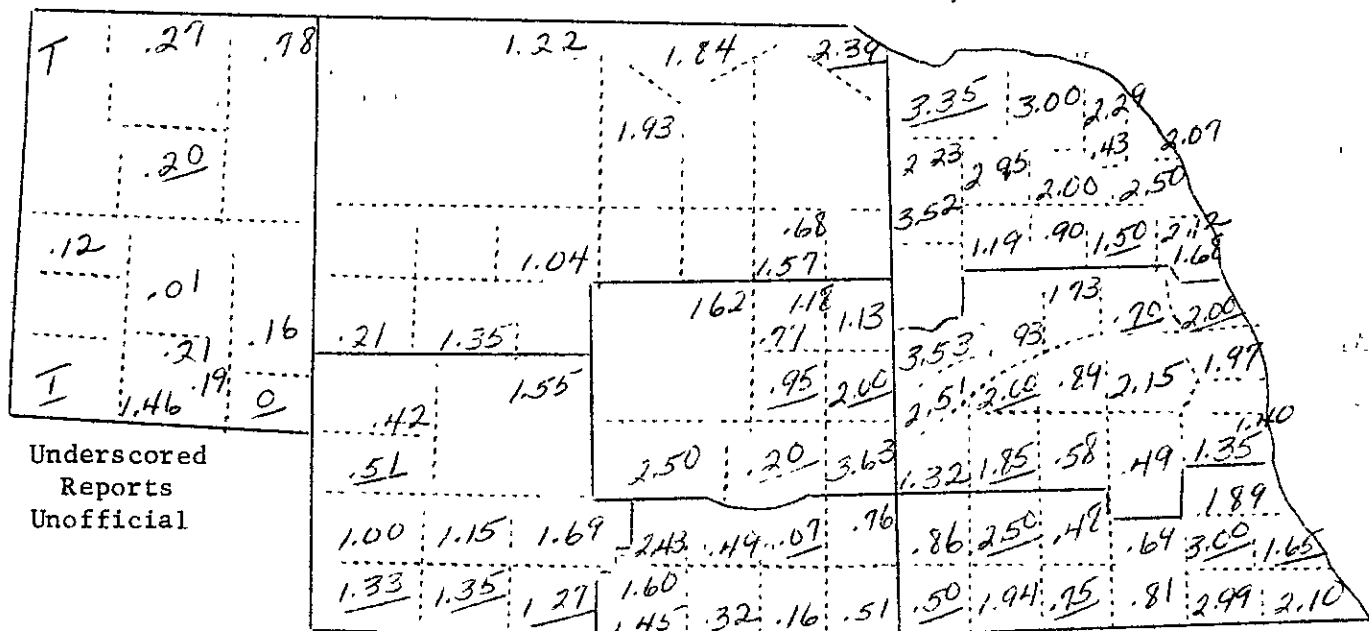 T .27 .78 1.22 1.84 2.39
3.35 3.00 2.29
1.93 .43 2.07
.20 2.23 2.95 2.00 2.50
3.52
.12 .68 1.19 .90 1.50 2.12
1.04 1.57 1.68
.01 1.62 1.18 1.13 1.73 .70 2.00
.16 .21 1.35 .71 3.53 .93
.21 1.97
T 1.46 .19 0 1.55 .95 2.00 2.51 2.00 .89 2.15
.42 1.40
Underscored
Reports
Unofficial
.51 2.50 .20 3.63 1.32 1.85 .58 .49 1.35
1.89
1.00 1.15 1.69 2.43 .49 .07 .76 .86 2.50 .48 .64 3.00 1.65
1.33 1.35 1.27 1.60
1.45 .32 .16 .51 .50 1.94 .75 .81 2.99 2.10